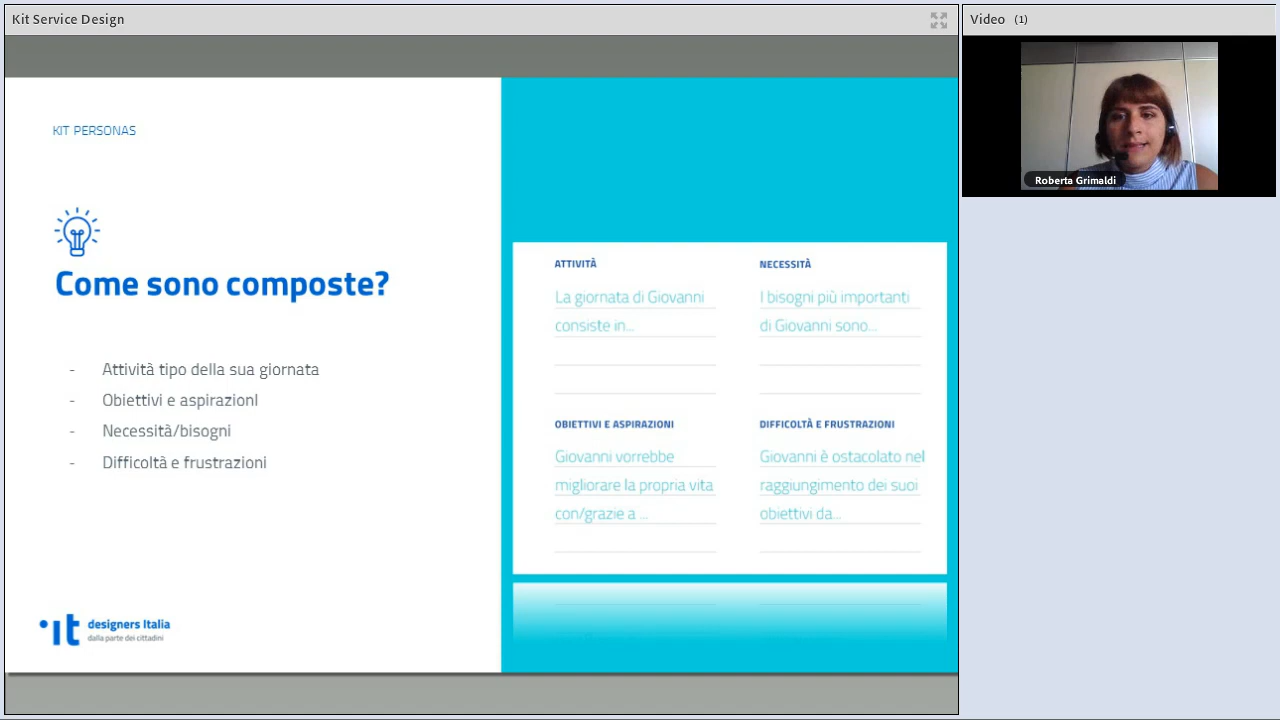 Kit Service Design
Video (1)
Roberta Grimaldi
KIT PERSONAS
Come sono composte?
- Attività tipo della sua giornata
- Obiettivi e aspirazionI
- Necessità/bisogni
- Difficoltà e frustrazioni
ATTIVITÀ
La giornata di Giovanni
consiste in...
NECESSITÀ
I bisogni più importanti
di Giovanni sono...
OBIETTIVI E ASPIRAZIONI
Giovanni vorrebbe
migliorare la propria vita
con/grazie a ...
DIFFICOLTÀ E FRUSTRAZIONI
Giovanni è ostacolato nel
raggiungimento dei suoi
obiettivi da...
it designers Italia
dalla parte dei cittadini